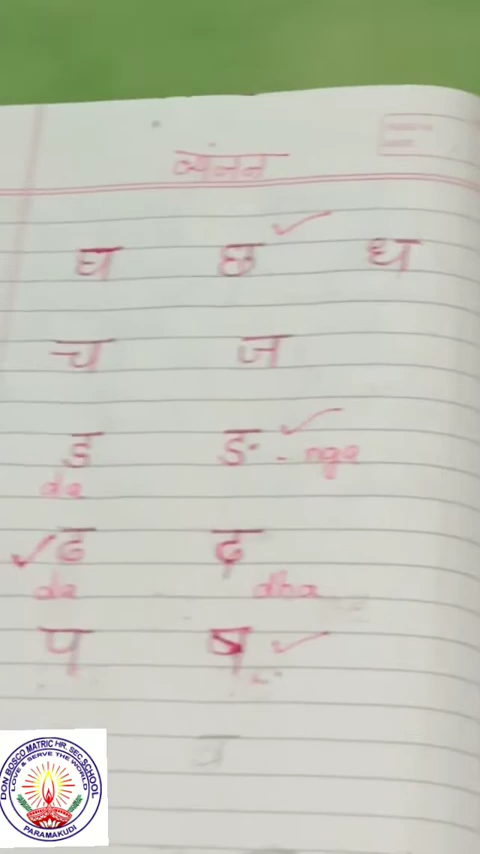 व्यंजन
घ छ ध
च ज
ड ङ - nga
da
ढ ढ़
da dha
प ष
व
DON BOSCO MATRIC HR. SEC. SCHOOL
LOVE & SERVE THE WORLD
PARAMAKUDI